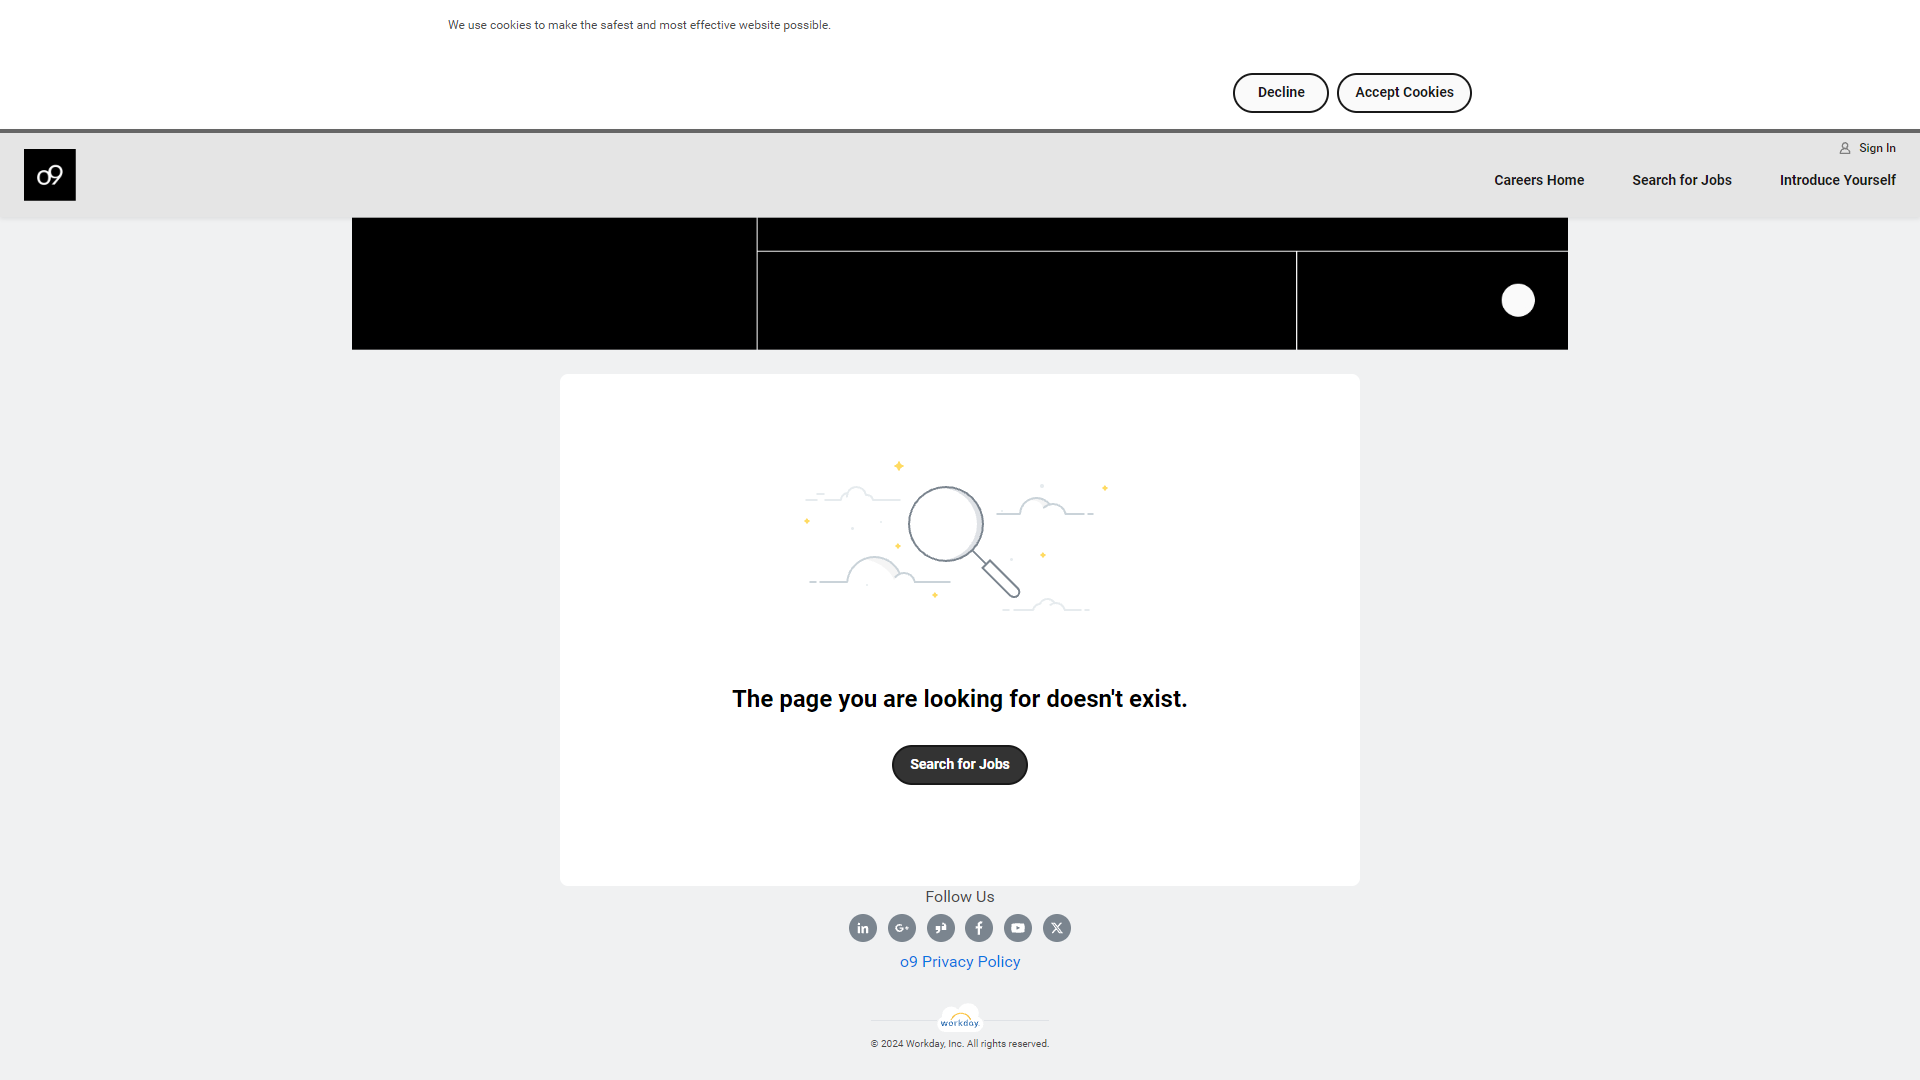 We use cookies to make the safest and most effective website possible.
Decline
Accept Cookies
o9
Sign In
Careers Home
Search for Jobs
Introduce Yourself
The page you are looking for doesn't exist.
Search for Jobs
Follow Us
in
G+
f
X
o9 Privacy Policy
workday.
© 2024 Workday, Inc. All rights reserved.